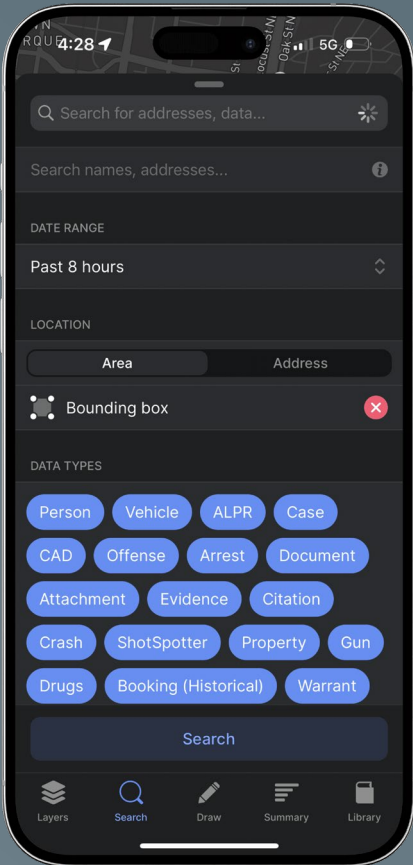 4:28
5G
Oak St N
Search for addresses, data...
Search names, addresses...
DATE RANGE
Past 8 hours
LOCATION
Area
Address
Bounding box
DATA TYPES
Person
Vehicle
ALPR
Case
CAD
Offense
Arrest
Document
Attachment
Evidence
Citation
Crash
ShotSpotter
Property
Gun
Drugs
Booking (Historical)
Warrant
Search
Layers
Search
Draw
Summary
Library